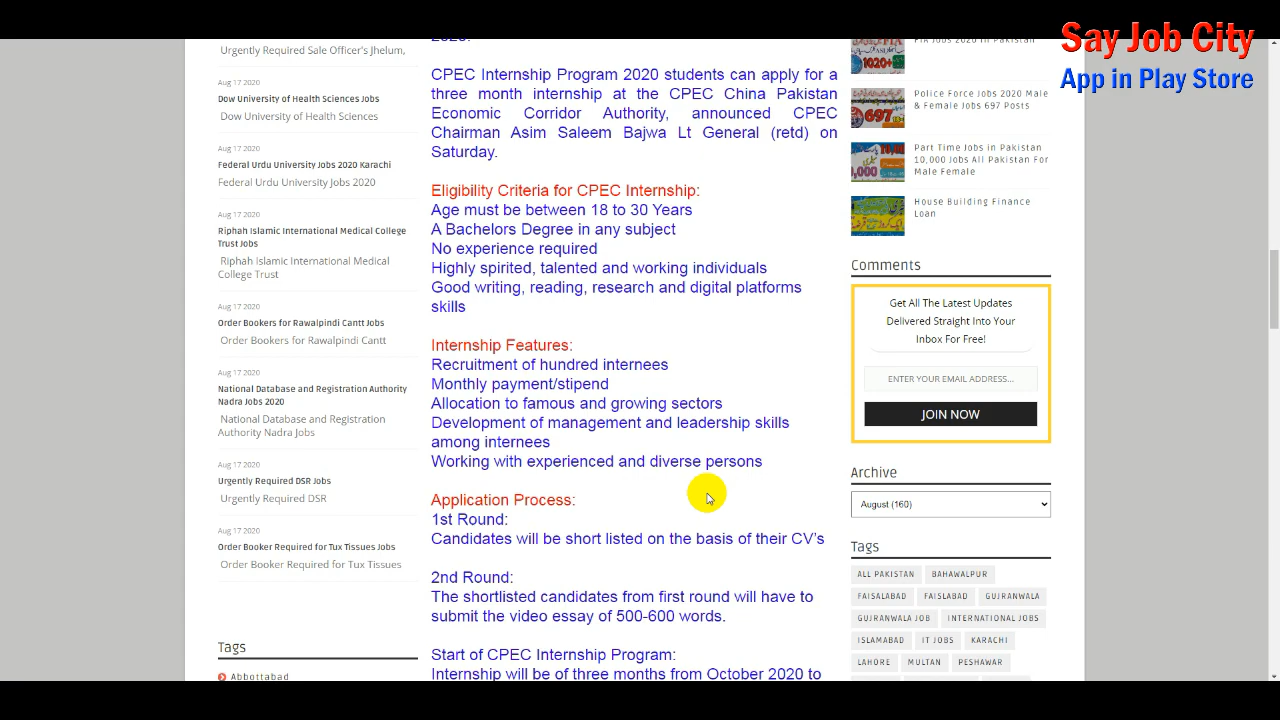 Say Job City
App in Play Store
Urgently Required Sale Officer's Jhelum,
Aug 17 2020
Dow University of Health Sciences Jobs
Dow University of Health Sciences
Aug 17 2020
Federal Urdu University Jobs 2020 Karachi
Federal Urdu University Jobs 2020
Aug 17 2020
Riphah Islamic International Medical College
Trust Jobs
Riphah Islamic International Medical
College Trust
Aug 17 2020
Order Bookers for Rawalpindi Cantt Jobs
Order Bookers for Rawalpindi Cantt
Aug 17 2020
National Database and Registration Authority
Nadra Jobs 2020
National Database and Registration
Authority Nadra Jobs
Aug 17 2020
Urgently Required DSR Jobs
Urgently Required DSR
Aug 17 2020
Order Booker Required for Tux Tissues Jobs
Order Booker Required for Tux Tissues
Tags
Abbottabad
2020.
CPEC Internship Program 2020 students can apply for a
three month internship at the CPEC China Pakistan
Economic Corridor Authority, announced CPEC
Chairman Asim Saleem Bajwa Lt General (retd) on
Saturday.
Eligibility Criteria for CPEC Internship:
Age must be between 18 to 30 Years
A Bachelors Degree in any subject
No experience required
Highly spirited, talented and working individuals
Good writing, reading, research and digital platforms
skills
Internship Features:
Recruitment of hundred internees
Monthly payment/stipend
Allocation to famous and growing sectors
Development of management and leadership skills
among internees
Working with experienced and diverse persons
Application Process:
1st Round:
Candidates will be short listed on the basis of their CV's
2nd Round:
The shortlisted candidates from first round will have to
submit the video essay of 500-600 words.
Start of CPEC Internship Program:
Internship will be of three months from October 2020 to
FIA Jobs 2020 in Pakistan
1020+
Police Force Jobs 2020 Male
& Female Jobs 697 Posts
697
Part Time Jobs in Pakistan
10,000 Jobs All Pakistan For
Male Female
House Building Finance
Loan
Comments
Get All The Latest Updates
Delivered Straight Into Your
Inbox For Free!
ENTER YOUR EMAIL ADDRESS...
JOIN NOW
Archive
August (160)
Tags
ALL PAKISTAN
BAHAWALPUR
FAISALABAD
FAISLABAD
GUJRANWALA
GUJRANWALA JOB
INTERNATIONAL JOBS
ISLAMABAD
IT JOBS
KARACHI
LAHORE
MULTAN
PESHAWAR